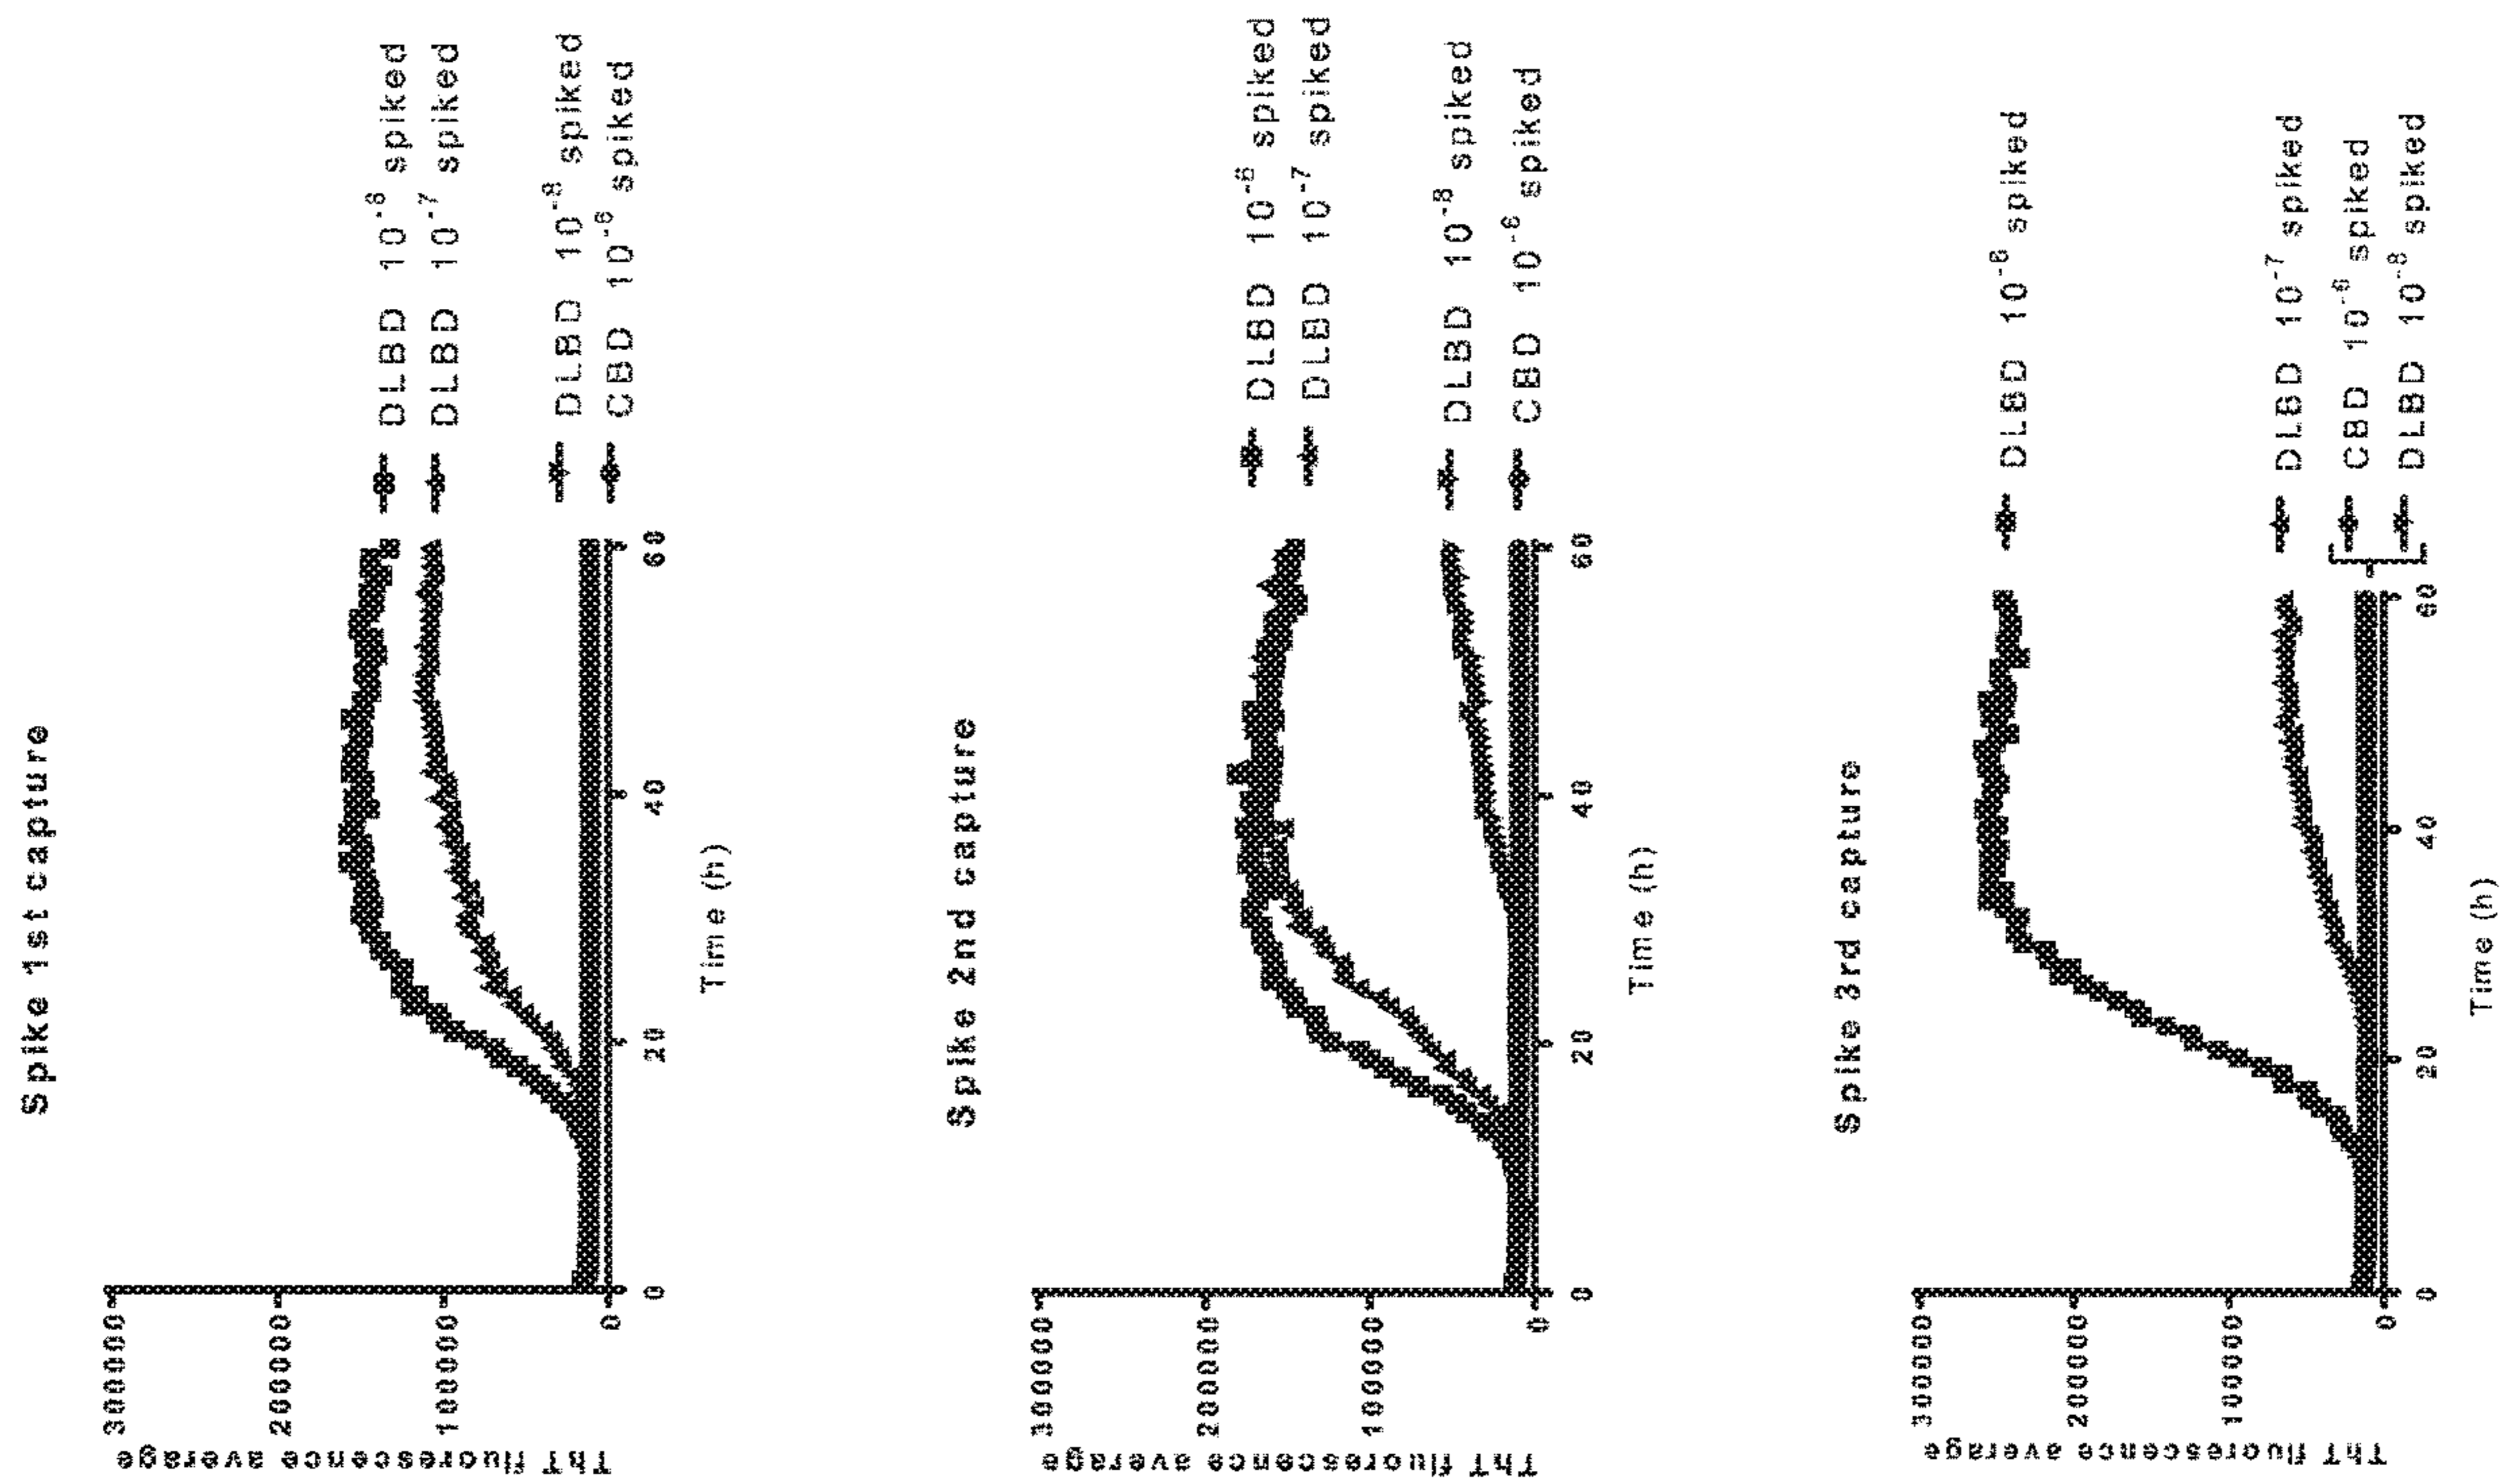 Spike 1st capture
ThT fluorescence average
300000
200000
100000
0
0 20 40 60
Time (h)
DLBD 10⁻⁶ spiked
DLBD 10⁻⁷ spiked
DLBD 10⁻⁸ spiked
CBD 10⁻⁶ spiked
Spike 2nd capture
ThT fluorescence average
300000
200000
100000
0
0 20 40 60
Time (h)
DLBD 10⁻⁶ spiked
DLBD 10⁻⁷ spiked
DLBD 10⁻⁸ spiked
CBD 10⁻⁶ spiked
Spike 3rd capture
ThT fluorescence average
300000
200000
100000
0
0 20 40 60
Time (h)
DLBD 10⁻⁶ spiked
DLBD 10⁻⁷ spiked
CBD 10⁻⁶ spiked
DLBD 10⁻⁸ spiked